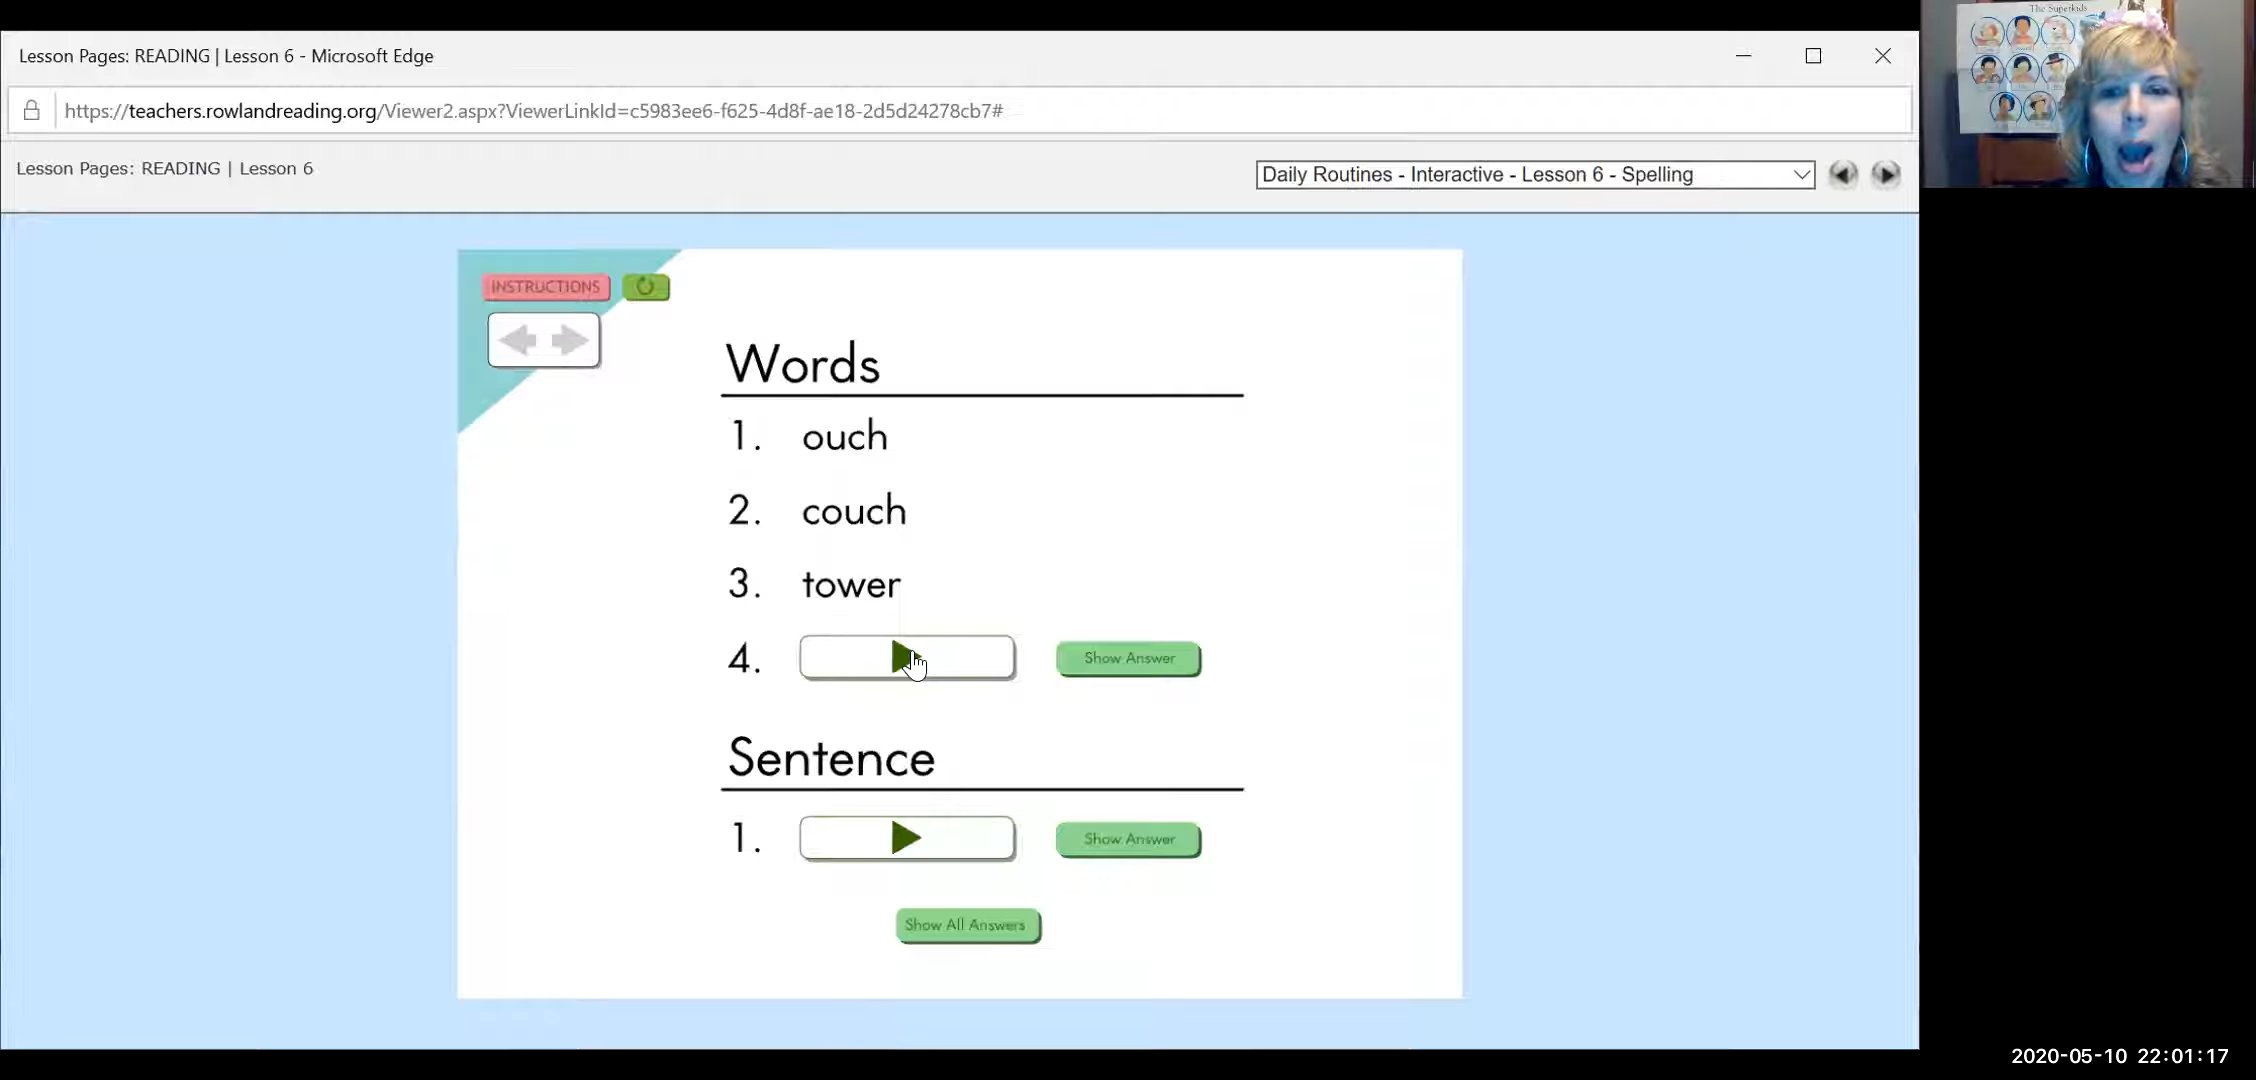 The Superkids
Lesson Pages: READING | Lesson 6 - Microsoft Edge
https://teachers.rowlandreading.org/Viewer2.aspx?ViewerLinkId=c5983ee6-f625-4d8f-ae18-2d5d24278cb7#
Lesson Pages: READING | Lesson 6
Daily Routines - Interactive - Lesson 6 - Spelling
INSTRUCTIONS
Words
1. ouch
2. couch
3. tower
4. Show Answer
Sentence
1. Show Answer
Show All Answers
2020-05-10 22:01:17